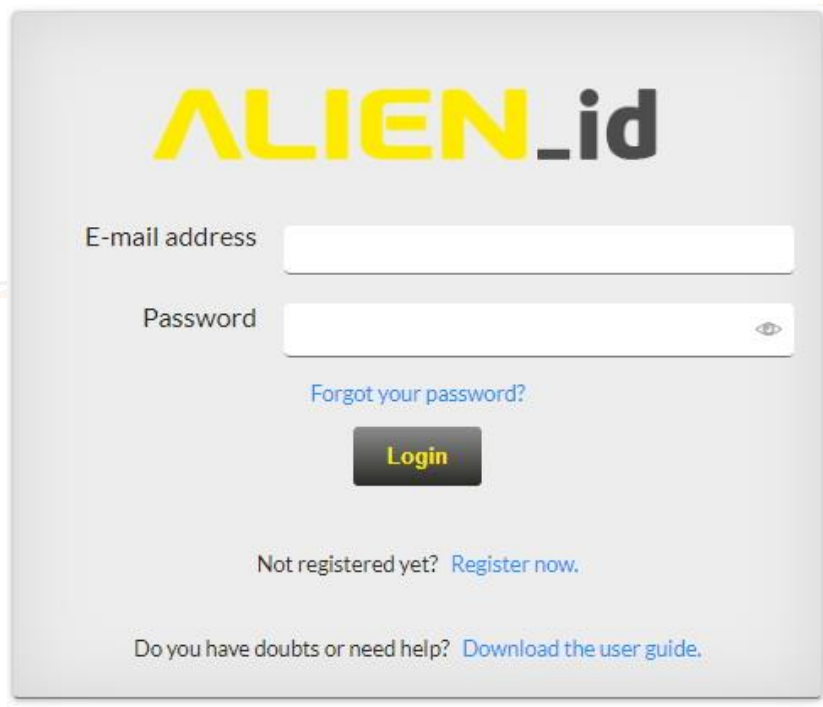 ALIEN_id
E-mail address
Password
Forgot your password?
Login
Not registered yet? Register now.
Do you have doubts or need help? Download the user guide.